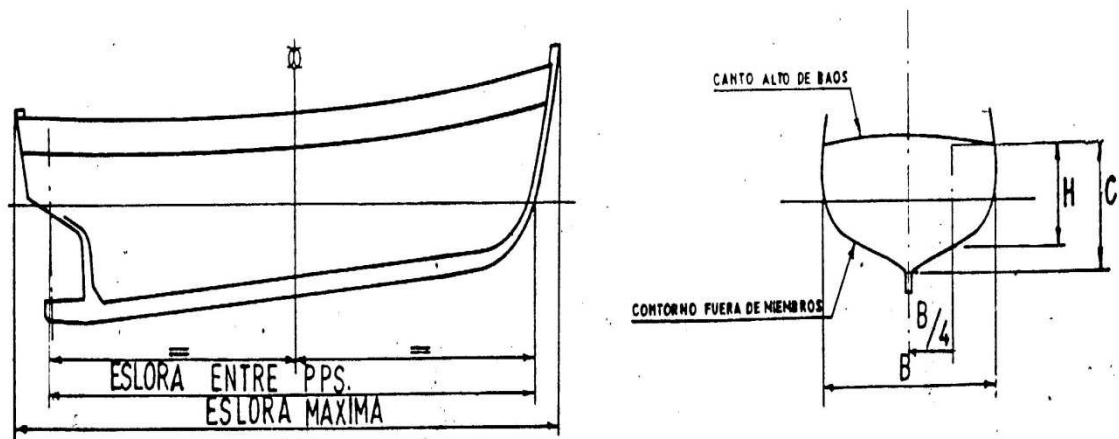 ESLORA ENTRE PPS.
ESLORA MAXIMA
CANTO ALTO DE BAOS
H
C
CONTORNO FUERA DE MIEMBROS
B/4
B